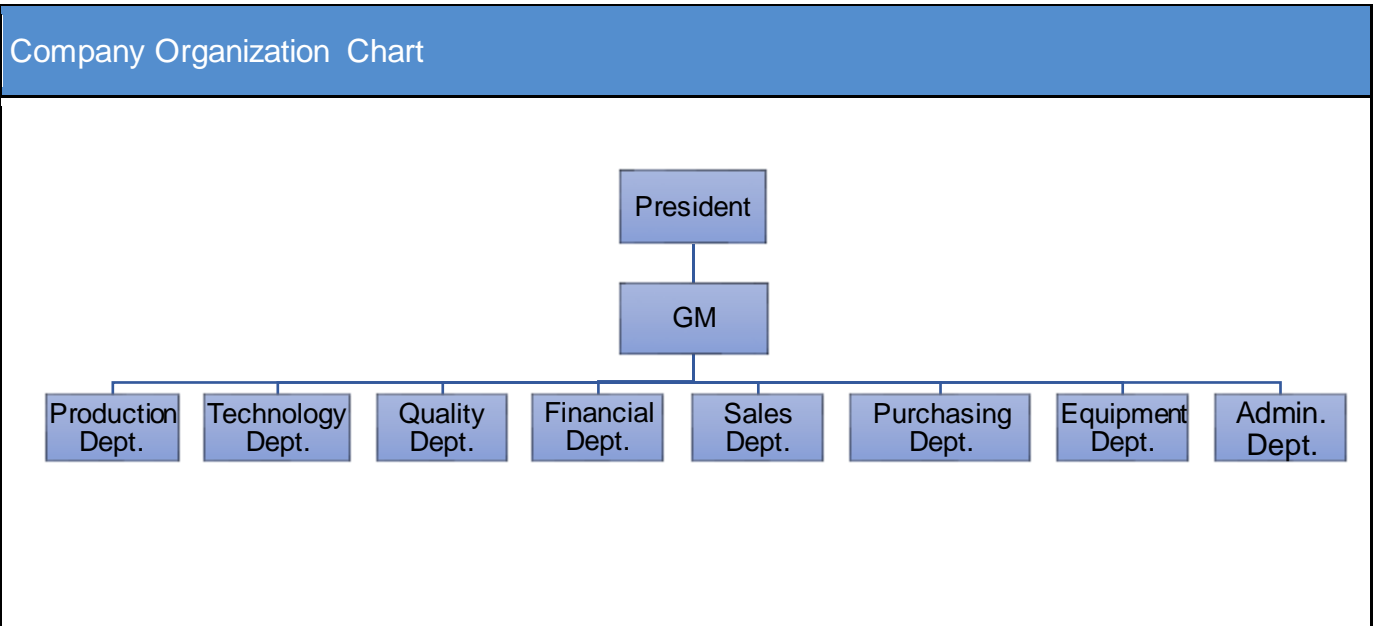 Company Organization Chart
President
GM
Production
Dept.
Technology
Dept.
Quality
Dept.
Financial
Dept.
Sales
Dept.
Purchasing
Dept.
Equipment
Dept.
Admin.
Dept.